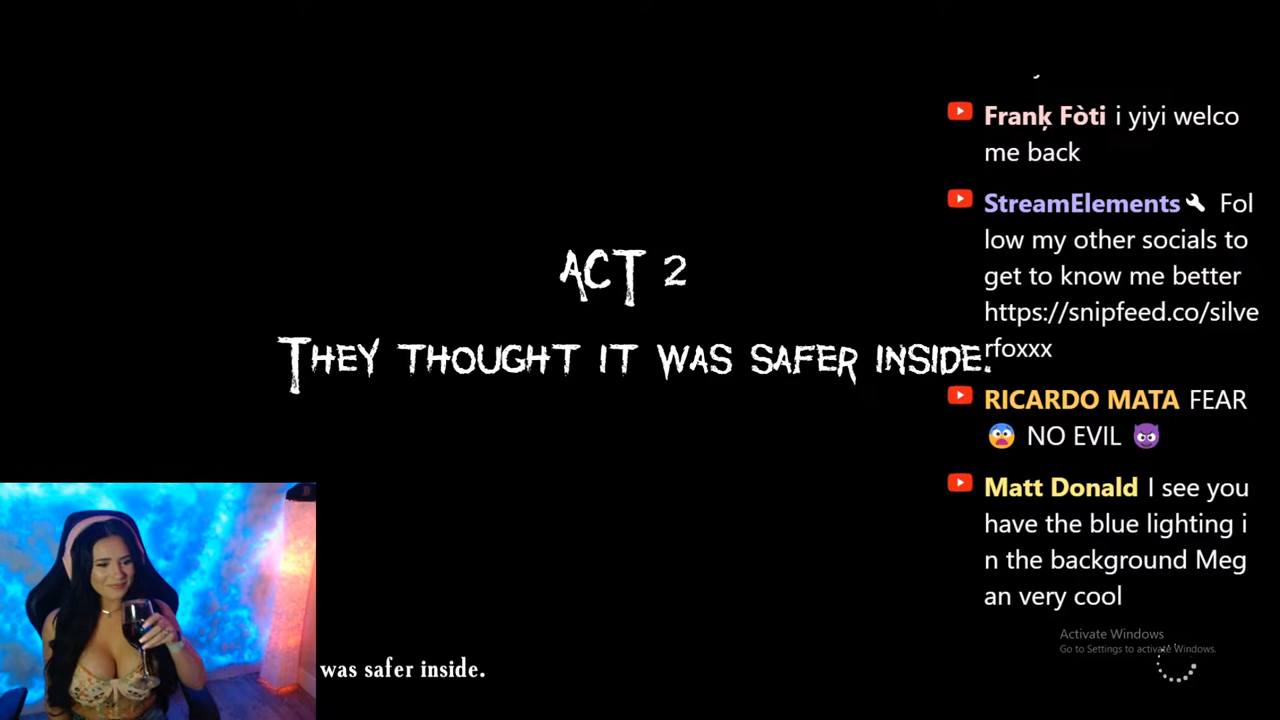 Franķ Fòti i yiyi welco
me back
StreamElements Fol
low my other socials to
get to know me better
https://snipfeed.co/silve
rfoxxx
RICARDO MATA FEAR
😨 NO EVIL 😈
Matt Donald I see you
have the blue lighting i
n the background Meg
an very cool
ACT 2
They thought it was safer inside.
was safer inside.
Activate Windows
Go to Settings to activate Windows.